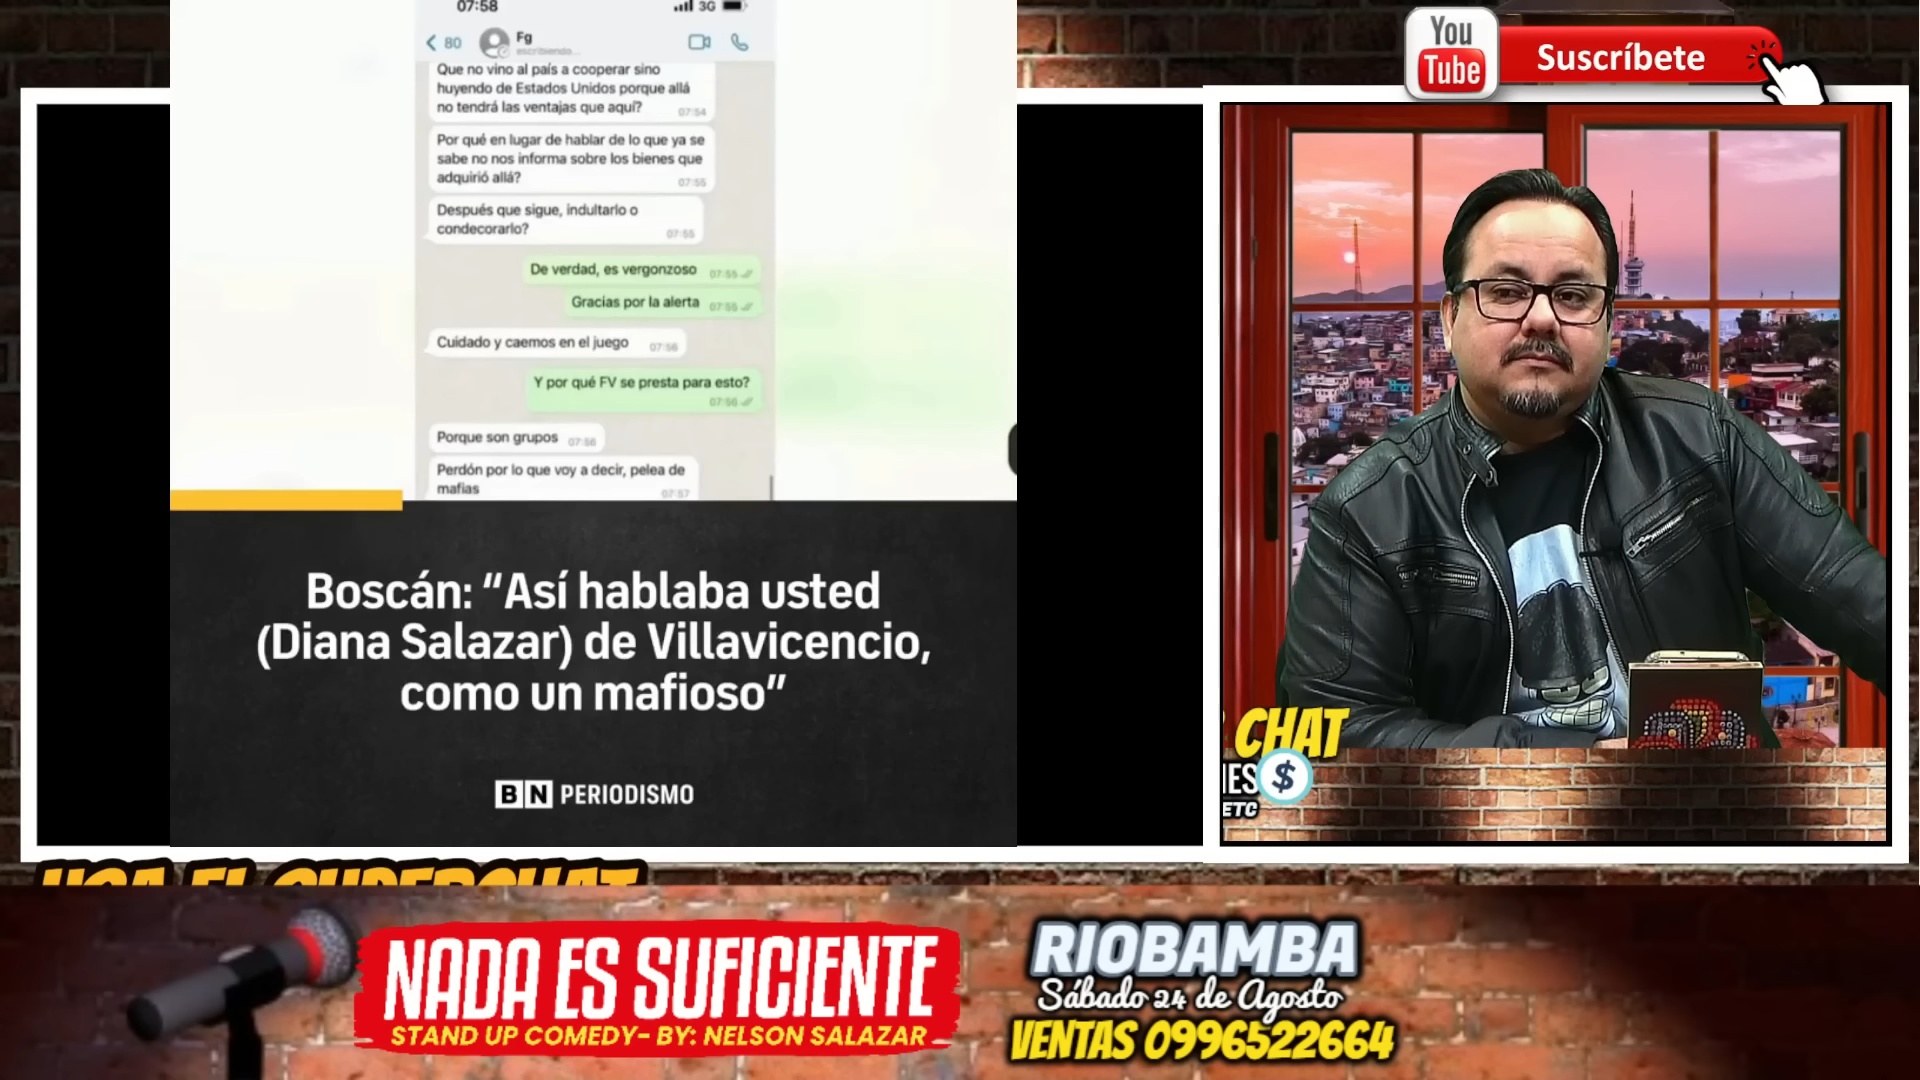 07:58
3G
80
Fg
escribiendo...
Que no vino al país a cooperar sino
huyendo de Estados Unidos porque allá
no tendrá las ventajas que aquí?
07:54
Por qué en lugar de hablar de lo que ya se
sabe no nos informa sobre los bienes que
adquirió allá?
07:55
Después que sigue, indultarlo o
condecorarlo?
07:55
De verdad, es vergonzoso
07:55
Gracias por la alerta
07:55
Cuidado y caemos en el juego
07:56
Y por qué FV se presta para esto?
07:56
Porque son grupos
07:56
Perdón por lo que voy a decir, pelea de
mafias
07:57
Boscán: “Así hablaba usted
(Diana Salazar) de Villavicencio,
como un mafioso”
BN PERIODISMO
You
Tube
Suscríbete
CHAT
NES $
ETC
USA EL SUPERCHAT
NADA ES SUFICIENTE
STAND UP COMEDY- BY: NELSON SALAZAR
RIOBAMBA
Sábado 24 de Agosto
VENTAS 0996522664